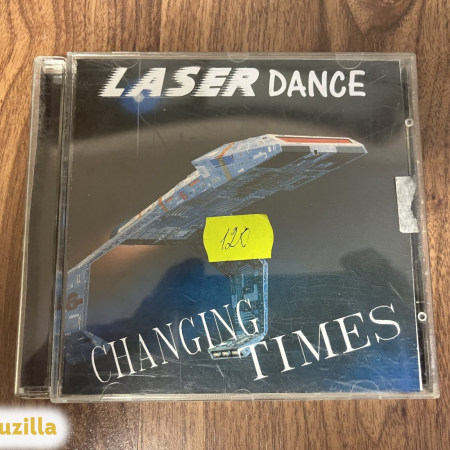 LASER DANCE
120
CHANGING
TIMES
uzilla